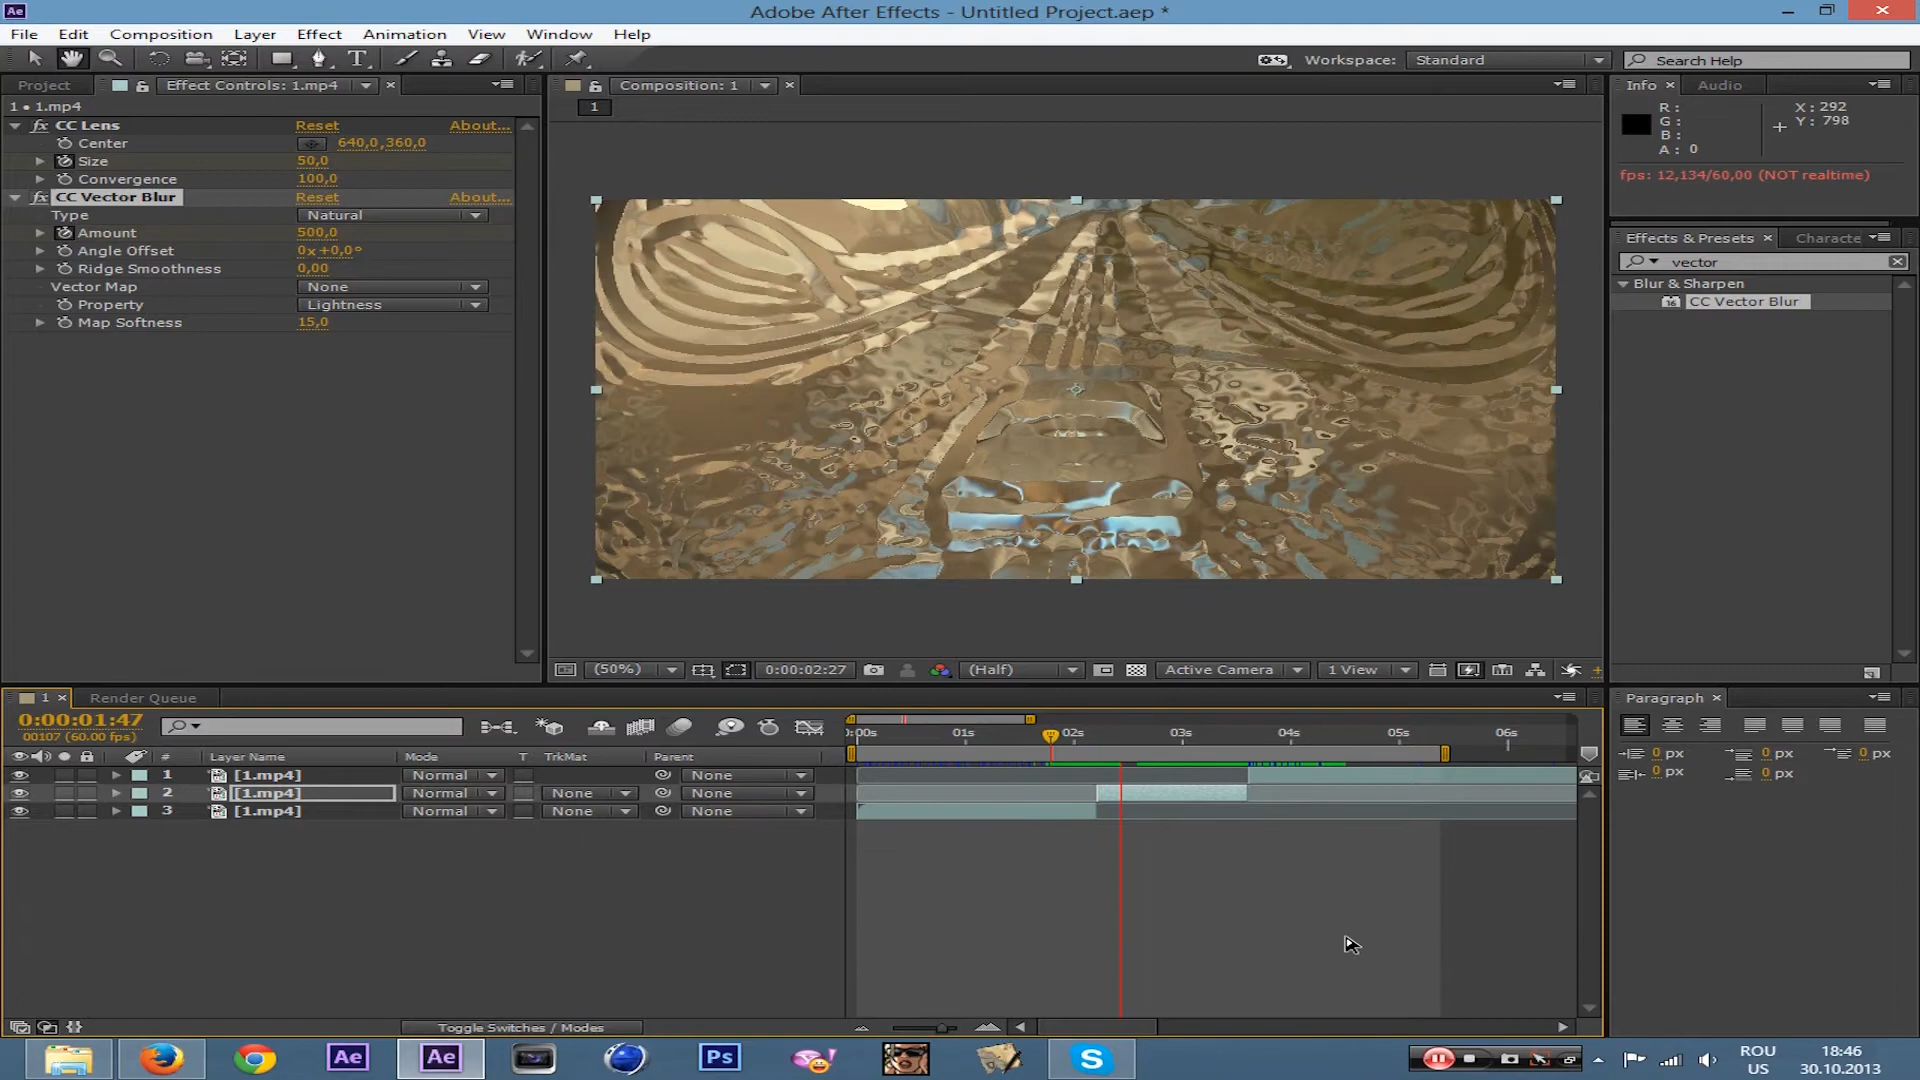 Ae Adobe After Effects - Untitled Project.aep *
File Edit Composition Layer Effect Animation View Window Help
T Workspace: Standard Search Help
Project Effect Controls: 1.mp4 Composition: 1 Info Audio
1 • 1.mp4 1
R: X: 292
G: Y: 798
B:
A: 0
fps: 12,134/60,00 (NOT realtime)
fx CC Lens Reset About...
Center 640,0,360,0
Size 50,0
Convergence 100,0
fx CC Vector Blur Reset About...
Type Natural
Amount 500,0
Angle Offset 0x+0,0°
Ridge Smoothness 0,00
Vector Map None
Property Lightness
Map Softness 15,0
Effects & Presets Characte
vector
Blur & Sharpen
16 CC Vector Blur
(50%) 0:00:02:27 (Half) Active Camera 1 View
1 Render Queue
0:00:01:47
00107 (60.00 fps)
0:00s 01s 02s 03s 04s 05s 06s
# Layer Name Mode T TrkMat Parent
1 [1.mp4] Normal None
2 [1.mp4] Normal None None
3 [1.mp4] Normal None None
Toggle Switches / Modes
Paragraph
0 px 0 px 0 px
0 px 0 px
Ae Ae Ps S
ROU 18:46
US 30.10.2013